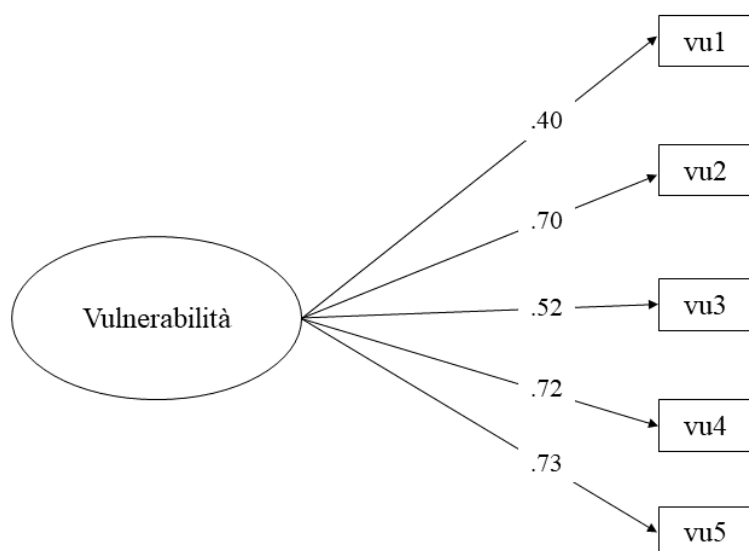 vu1
.40
vu2
.70
Vulnerabilità
.52
vu3
.72
vu4
.73
vu5